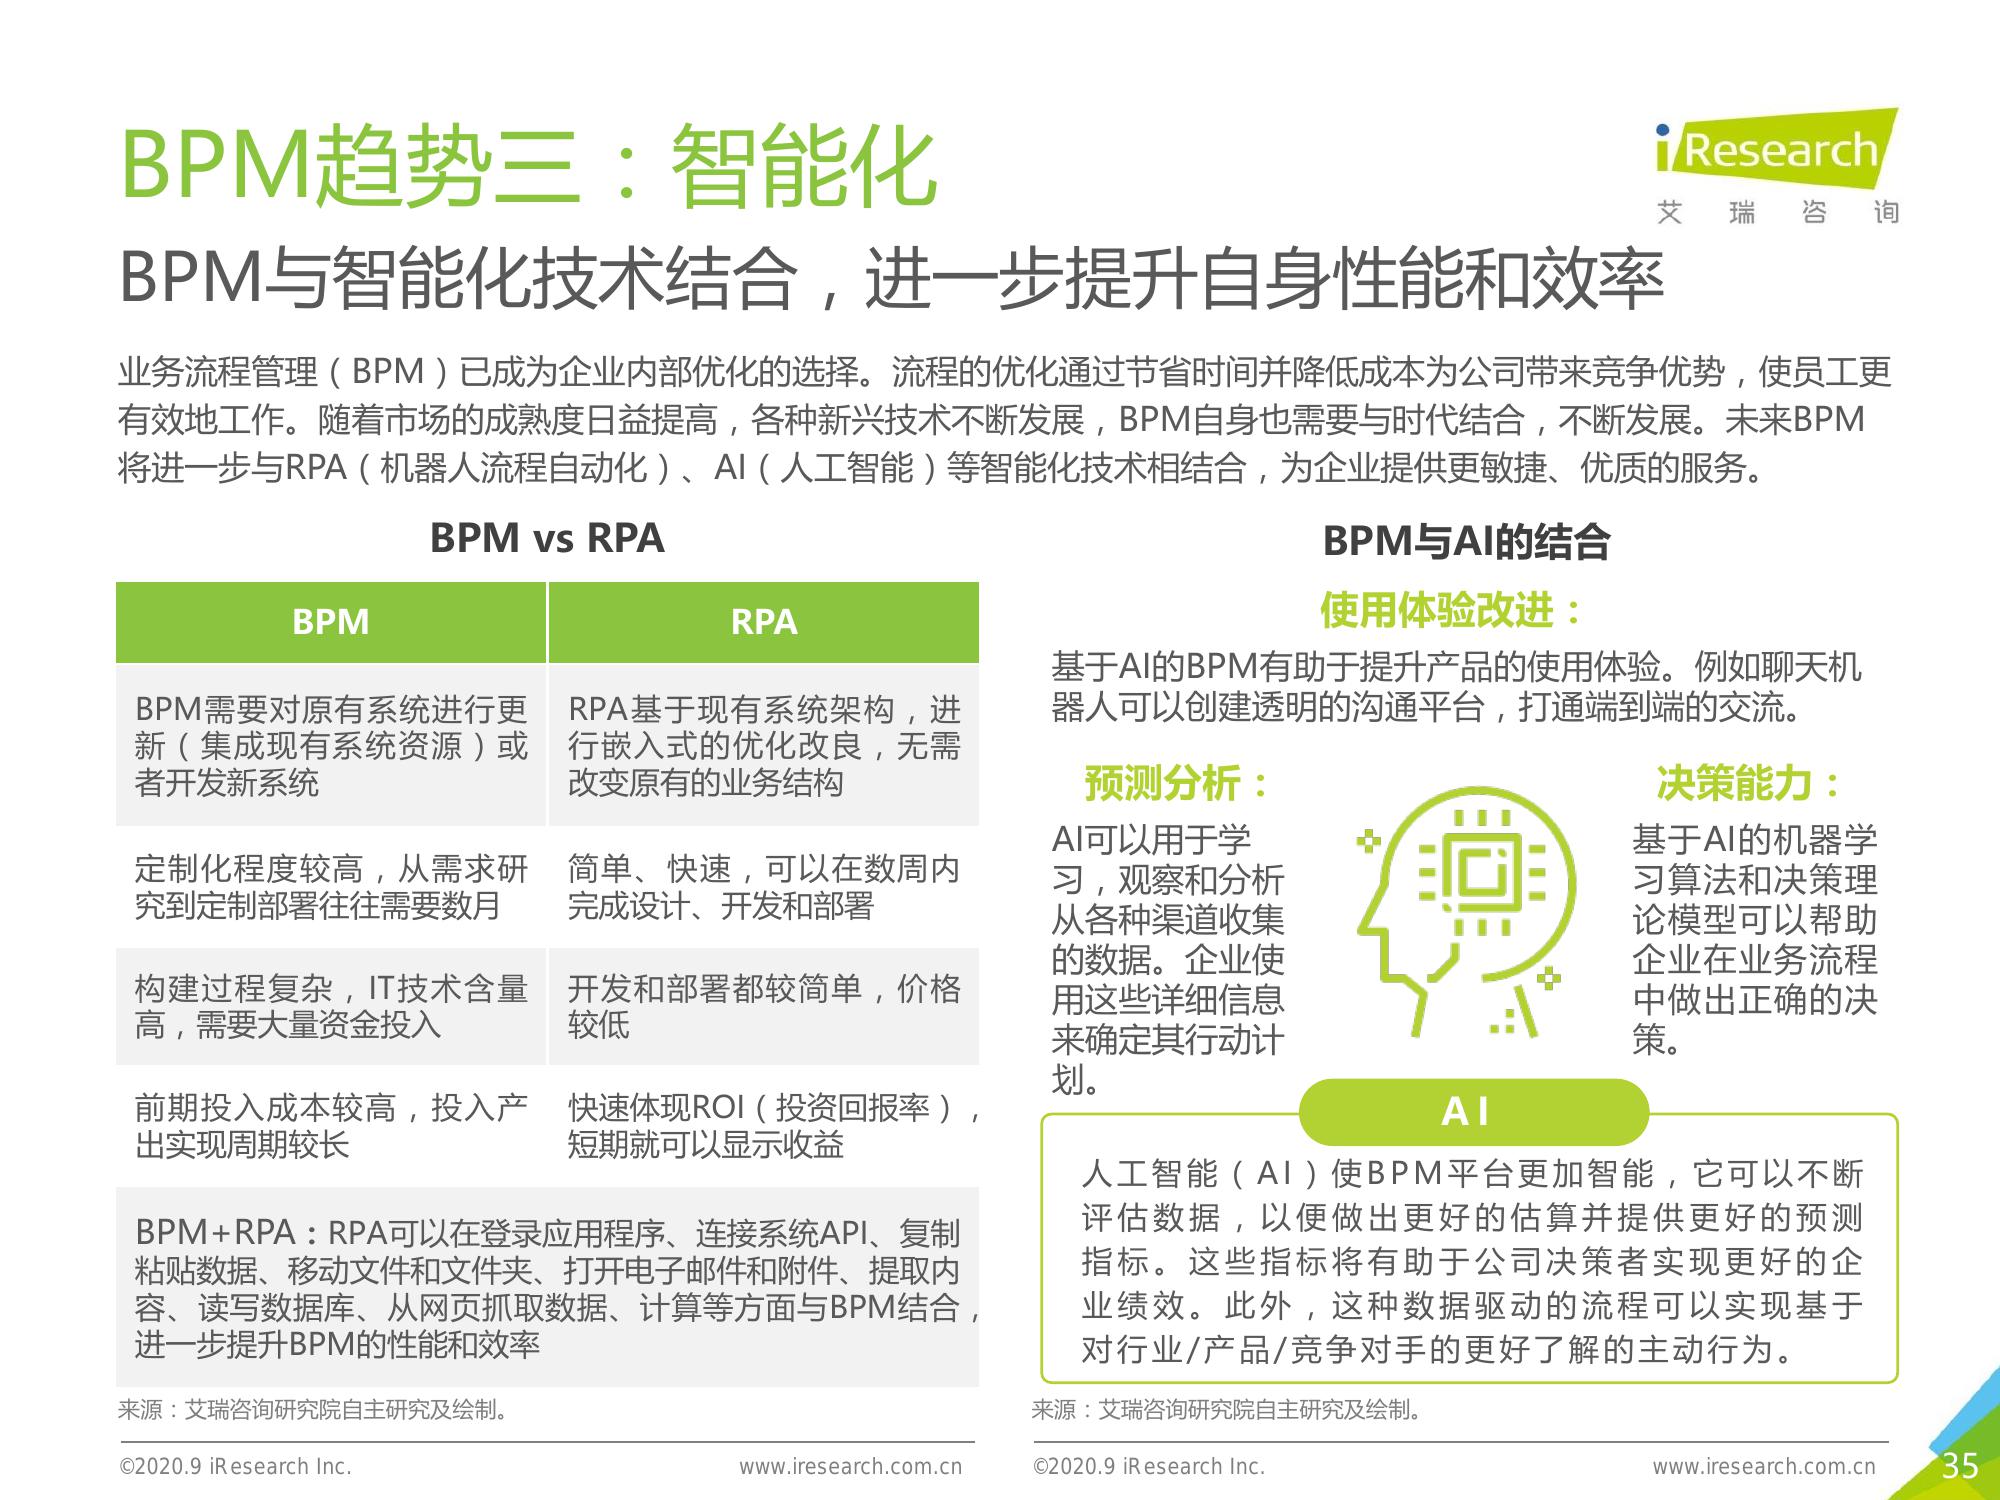 BPM趋势三：智能化
iResearch
艾瑞咨询
BPM与智能化技术结合，进一步提升自身性能和效率
业务流程管理（BPM）已成为企业内部优化的选择。流程的优化通过节省时间并降低成本为公司带来竞争优势，使员工更
有效地工作。随着市场的成熟度日益提高，各种新兴技术不断发展，BPM自身也需要与时代结合，不断发展。未来BPM
将进一步与RPA（机器人流程自动化）、AI（人工智能）等智能化技术相结合，为企业提供更敏捷、优质的服务。
BPM vs RPA
BPM
RPA
BPM需要对原有系统进行更
新（集成现有系统资源）或
者开发新系统
RPA基于现有系统架构，进
行嵌入式的优化改良，无需
改变原有的业务结构
定制化程度较高，从需求研
究到定制部署往往需要数月
简单、快速，可以在数周内
完成设计、开发和部署
构建过程复杂，IT技术含量
高，需要大量资金投入
开发和部署都较简单，价格
较低
前期投入成本较高，投入产
出实现周期较长
快速体现ROI（投资回报率），
短期就可以显示收益
BPM+RPA：RPA可以在登录应用程序、连接系统API、复制
粘贴数据、移动文件和文件夹、打开电子邮件和附件、提取内
容、读写数据库、从网页抓取数据、计算等方面与BPM结合，
进一步提升BPM的性能和效率
来源：艾瑞咨询研究院自主研究及绘制。
©2020.9 iResearch Inc.
www.iresearch.com.cn
BPM与AI的结合
使用体验改进：
基于AI的BPM有助于提升产品的使用体验。例如聊天机
器人可以创建透明的沟通平台，打通端到端的交流。
预测分析：
AI可以用于学
习，观察和分析
从各种渠道收集
的数据。企业使
用这些详细信息
来确定其行动计
划。
决策能力：
基于AI的机器学
习算法和决策理
论模型可以帮助
企业在业务流程
中做出正确的决
策。
AI
人工智能（AI）使BPM平台更加智能，它可以不断
评估数据，以便做出更好的估算并提供更好的预测
指标。这些指标将有助于公司决策者实现更好的企
业绩效。此外，这种数据驱动的流程可以实现基于
对行业/产品/竞争对手的更好了解的主动行为。
来源：艾瑞咨询研究院自主研究及绘制。
©2020.9 iResearch Inc.
www.iresearch.com.cn
35